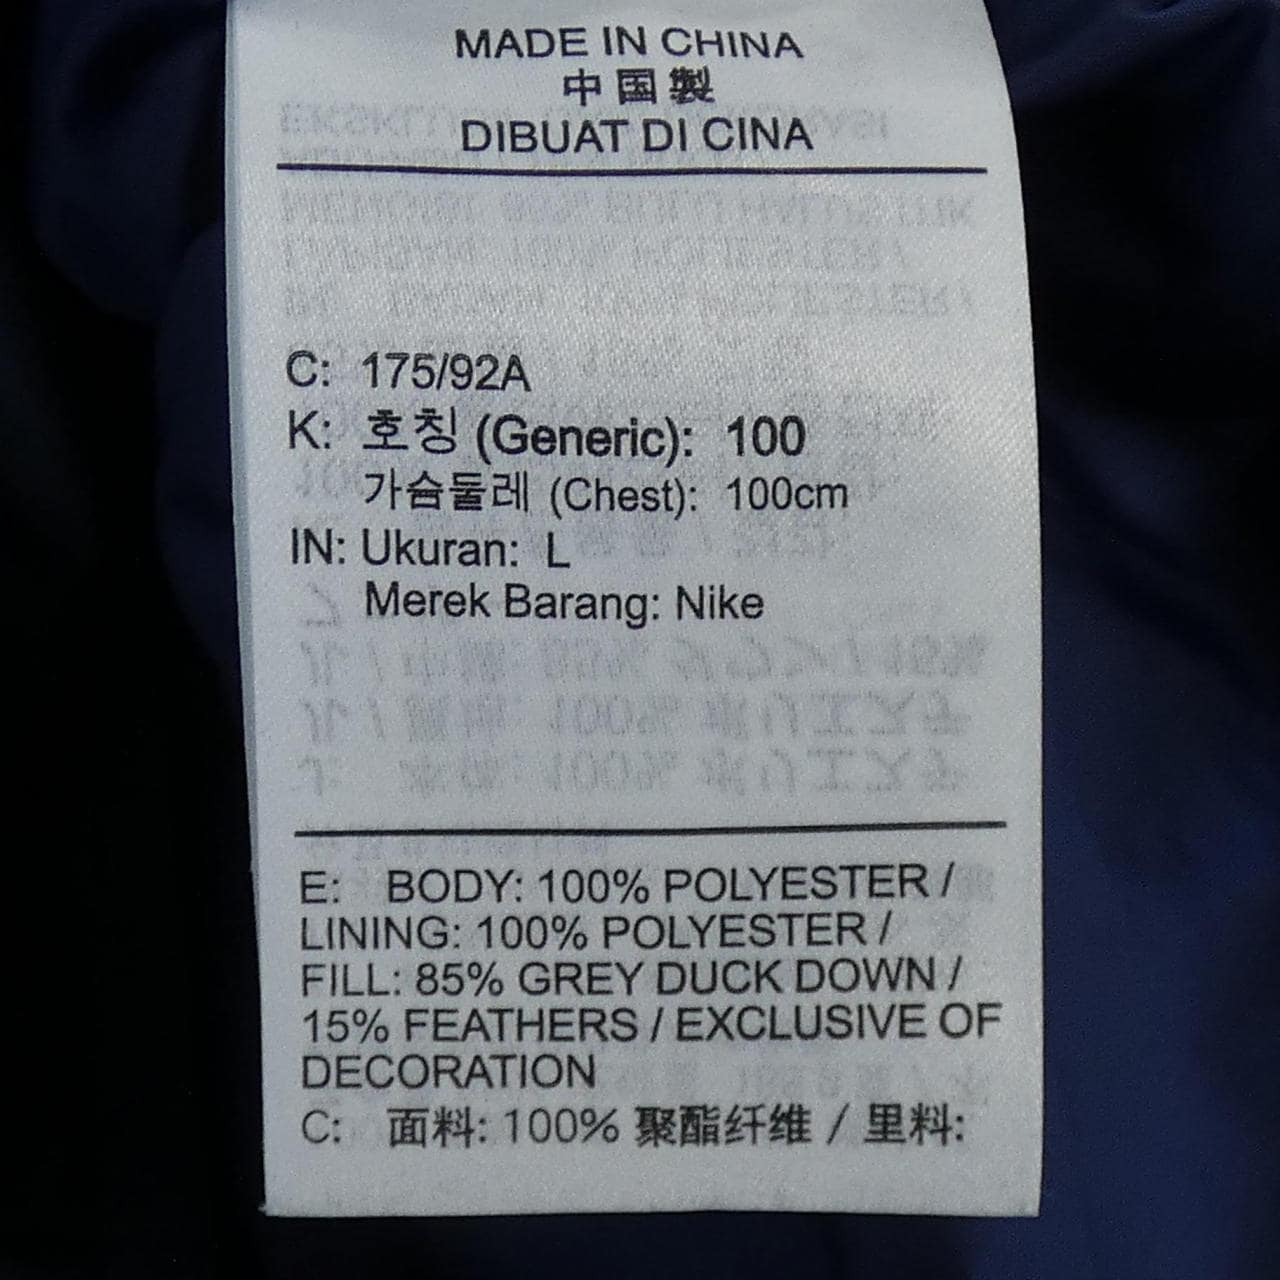 MADE IN CHINA
中国製
DIBUAT DI CINA
C: 175/92A
K: 호칭 (Generic): 100
가슴둘레 (Chest): 100cm
IN: Ukuran: L
Merek Barang: Nike
E: BODY: 100% POLYESTER /
LINING: 100% POLYESTER /
FILL: 85% GREY DUCK DOWN /
15% FEATHERS / EXCLUSIVE OF
DECORATION
C: 面料: 100% 聚酯纤维 / 里料: